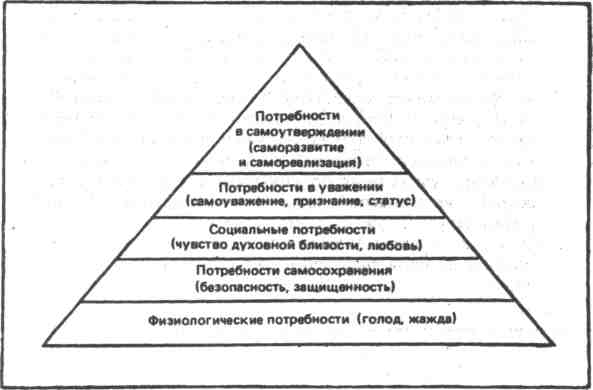 Потребности
в самоутверждении
(саморазвитие
и самореализация)
Потребности в уважении
(самоуважение, признание, статус)
Социальные потребности
(чувство духовной близости, любовь)
Потребности самосохранения
(безопасность, защищенность)
Физиологические потребности (голод, жажда)